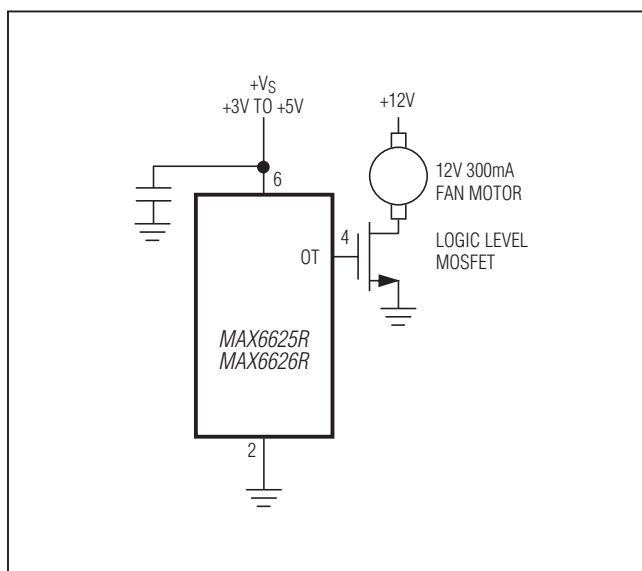 +VS
+3V TO +5V
+12V
6
12V 300mA
FAN MOTOR
4
OT
LOGIC LEVEL
MOSFET
MAX6625R
MAX6626R
2